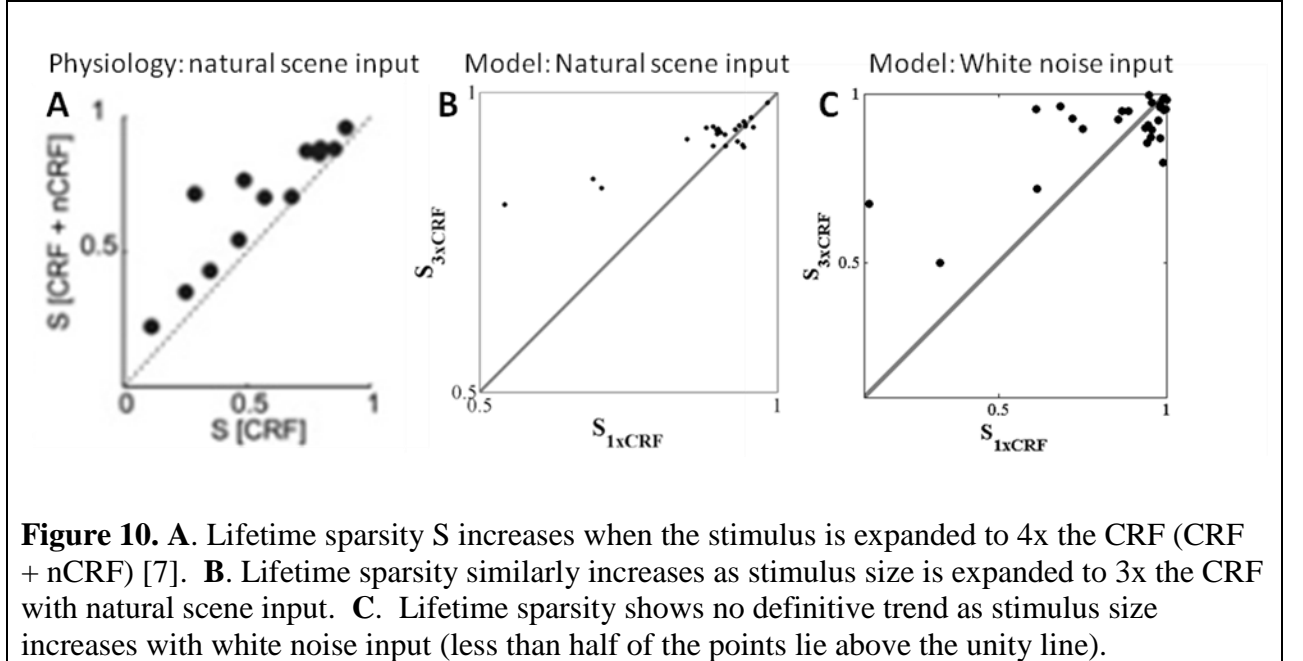 Physiology: natural scene input
Model: Natural scene input
Model: White noise input
A
1
S [CRF + nCRF]
0.5
0
0.5
1
S [CRF]
B
1
S3xCRF
0.5
0.5
1
S1xCRF
C
1
S3xCRF
0.5
0.5
1
S1xCRF
Figure 10. A. Lifetime sparsity S increases when the stimulus is expanded to 4x the CRF (CRF
+ nCRF) [7]. B. Lifetime sparsity similarly increases as stimulus size is expanded to 3x the CRF
with natural scene input. C. Lifetime sparsity shows no definitive trend as stimulus size
increases with white noise input (less than half of the points lie above the unity line).